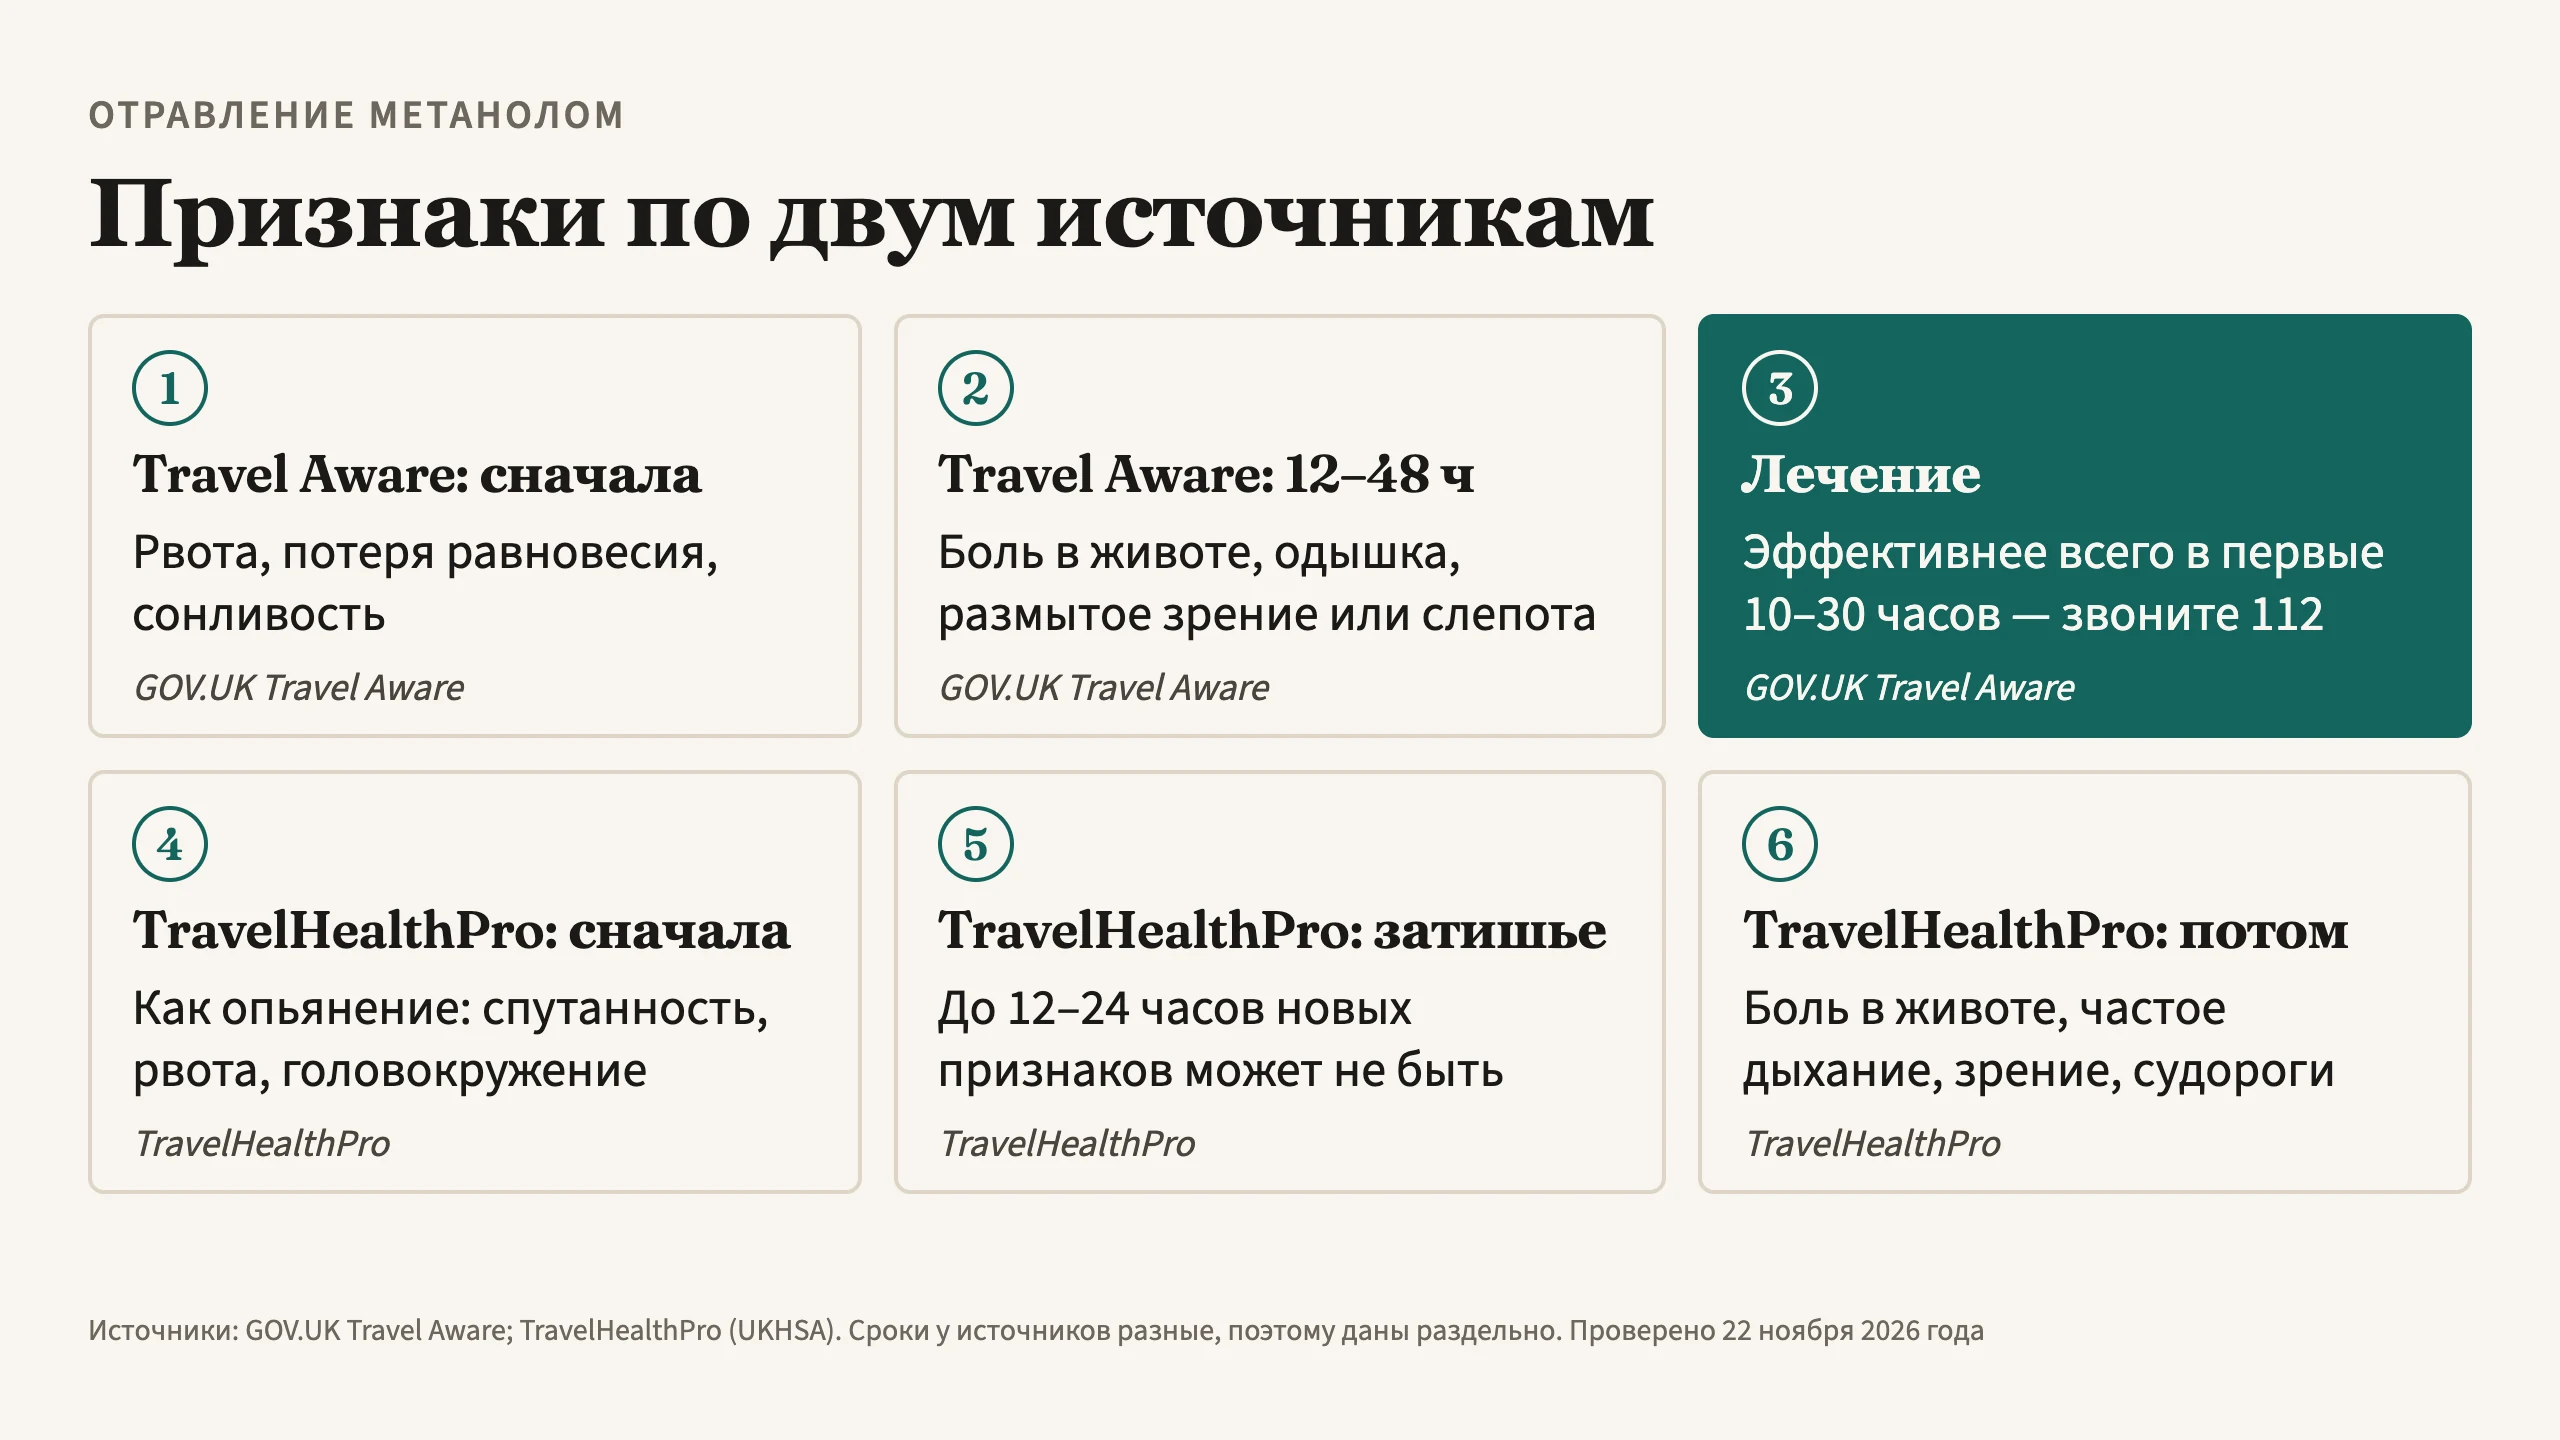 ОТРАВЛЕНИЕ МЕТАНОЛОМ
Признаки по двум источникам
1
Travel Aware: сначала
Рвота, потеря равновесия,
сонливость
GOV.UK Travel Aware
2
Travel Aware: 12–48 ч
Боль в животе, одышка,
размытое зрение или слепота
GOV.UK Travel Aware
3
Лечение
Эффективнее всего в первые
10–30 часов — звоните 112
GOV.UK Travel Aware
4
TravelHealthPro: сначала
Как опьянение: спутанность,
рвота, головокружение
TravelHealthPro
5
TravelHealthPro: затишье
До 12–24 часов новых
признаков может не быть
TravelHealthPro
6
TravelHealthPro: потом
Боль в животе, частое
дыхание, зрение, судороги
TravelHealthPro
Источники: GOV.UK Travel Aware; TravelHealthPro (UKHSA). Сроки у источников разные, поэтому даны раздельно. Проверено 22 ноября 2026 года